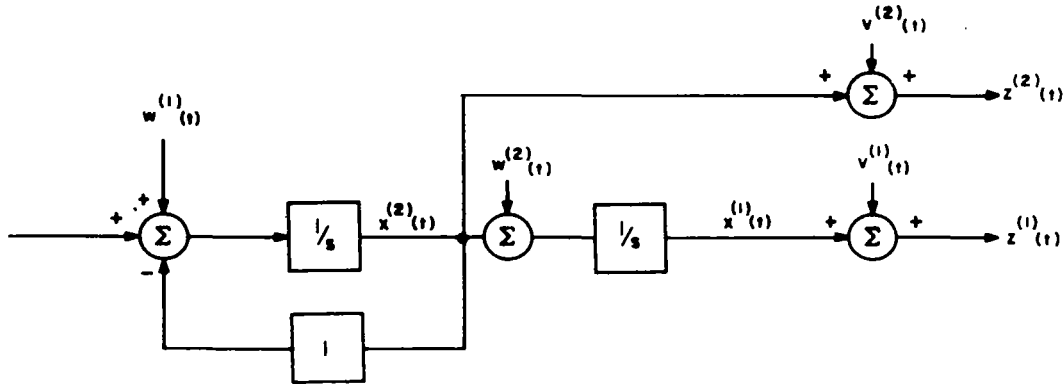 v(2)(t)
+ +
Σ
z(2)(t)
w(1)(t)
w(2)(t)
v(1)(t)
+ +
Σ
1/s
x(2)(t)
Σ
1/s
x(1)(t)
+ +
Σ
z(1)(t)
−
1